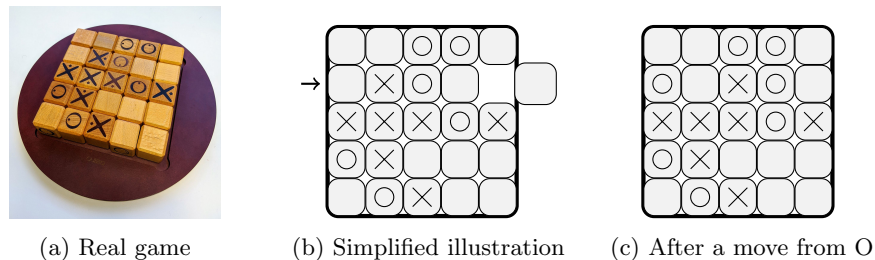 (a) Real game
(b) Simplified illustration
(c) After a move from O